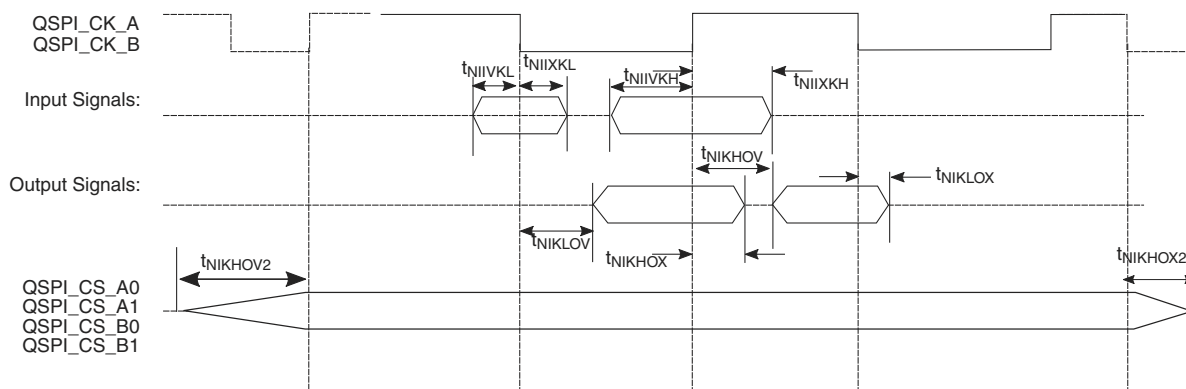 QSPI_CK_A
QSPI_CK_B
tNIIVKL
tNIIXKL
tNIIVKH
tNIIXKH
Input Signals:
tNIKHOV
Output Signals:
tNIKLOX
tNIKLOV
tNIKHOX
tNIKHOV2
tNIKHOX2
QSPI_CS_A0
QSPI_CS_A1
QSPI_CS_B0
QSPI_CS_B1